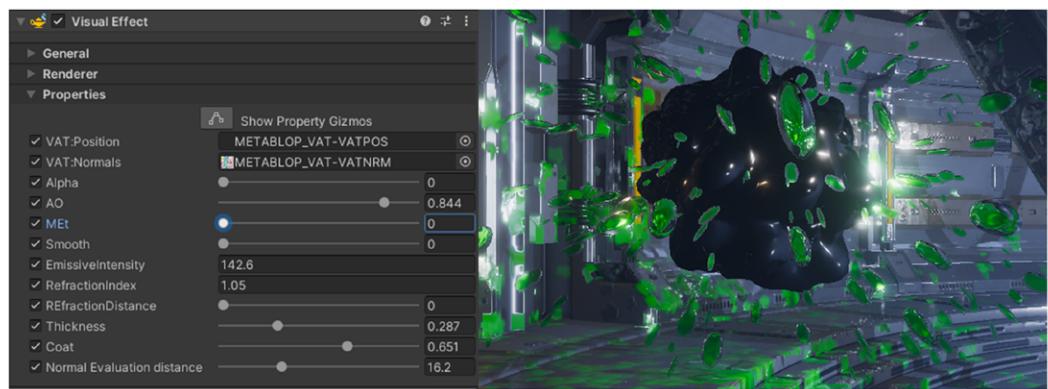 Visual Effect
General
Renderer
Properties
Show Property Gizmos
VAT:Position METABLOP_VAT-VATPOS
VAT:Normals METABLOP_VAT-VATNRM
Alpha 0
AO 0.844
MEt 0
Smooth 0
EmissiveIntensity 142.6
RefractionIndex 1.05
REfractionDistance 0
Thickness 0.287
Coat 0.651
Normal Evaluation distance 16.2